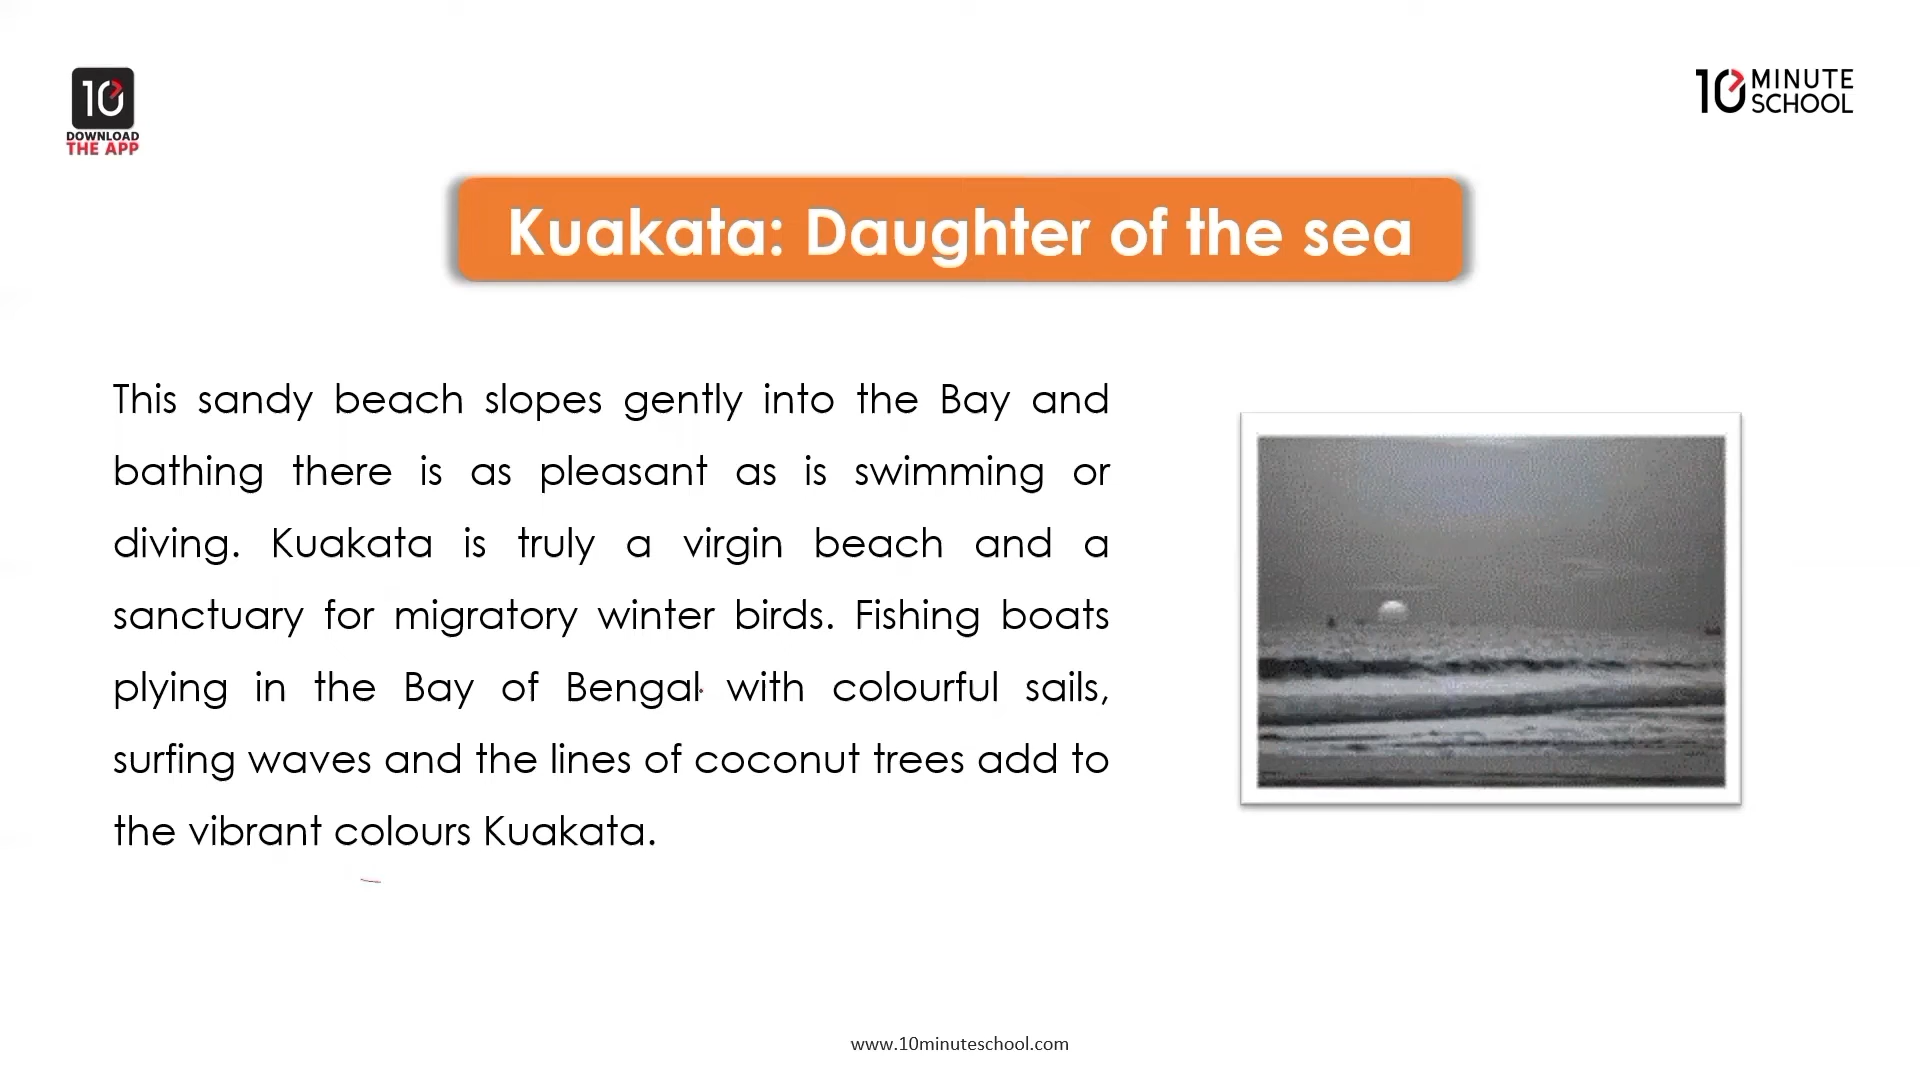 10
DOWNLOAD
THE APP
10 MINUTE
SCHOOL
Kuakata: Daughter of the sea
This sandy beach slopes gently into the Bay and
bathing there is as pleasant as is swimming or
diving. Kuakata is truly a virgin beach and a
sanctuary for migratory winter birds. Fishing boats
plying in the Bay of Bengal with colourful sails,
surfing waves and the lines of coconut trees add to
the vibrant colours Kuakata.
www.10minuteschool.com